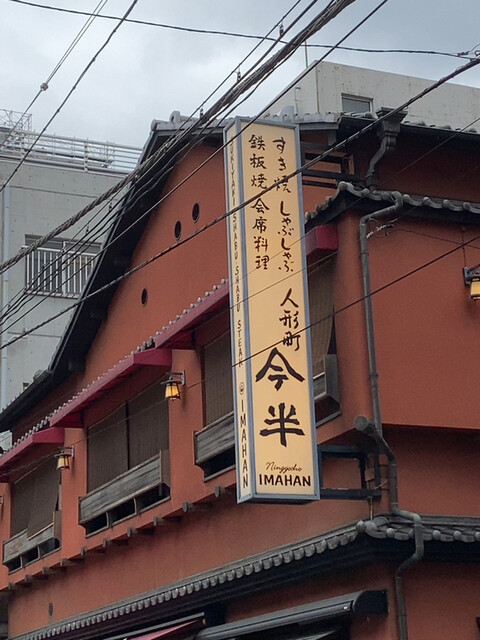 すき焼 しゃぶしゃぶ
鉄板焼 会席料理
人形町
今半
Ningyocho
IMAHAN
SUKIYAKI SHABU SHABU STEAK @ IMAHAN